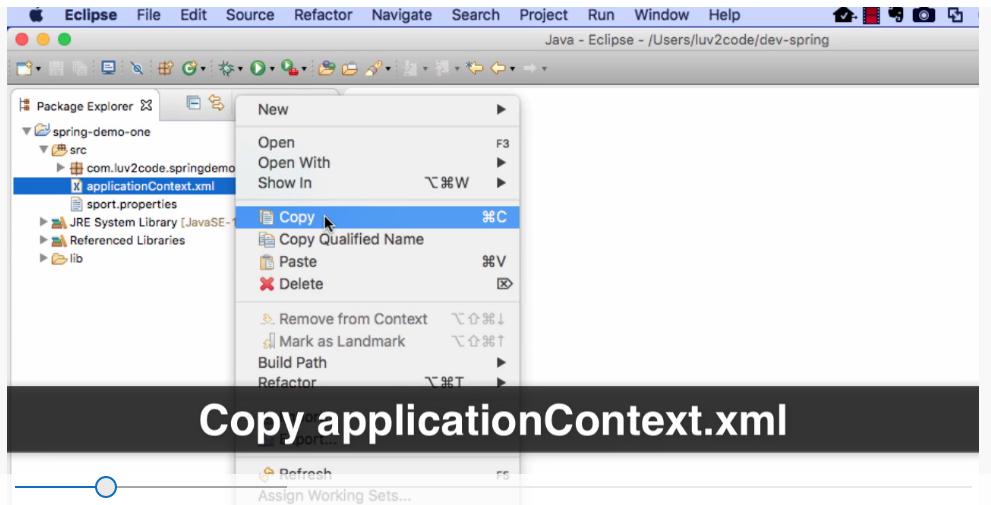 Eclipse File Edit Source Refactor Navigate Search Project Run Window Help
Java - Eclipse - /Users/luv2code/dev-spring
Package Explorer
spring-demo-one
src
com.luv2code.springdemo
applicationContext.xml
sport.properties
JRE System Library [JavaSE-1
Referenced Libraries
lib
New
Open F3
Open With
Show In ⌥⌘W
Copy ⌘C
Copy Qualified Name
Paste ⌘V
Delete ⌦
Remove from Context ⌥⇧⌘↓
Mark as Landmark ⌥⇧⌘↑
Build Path
Refactor ⌥⌘T
Copy applicationContext.xml
Export...
Refresh F5
Assign Working Sets...